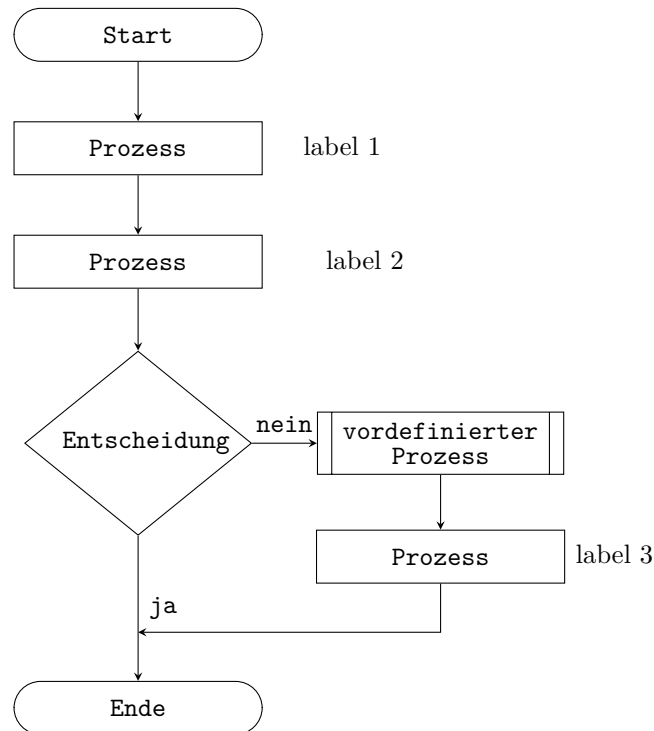 Start
Prozess
label 1
Prozess
label 2
Entscheidung
nein
vordefinierter
Prozess
Prozess
label 3
ja
Ende